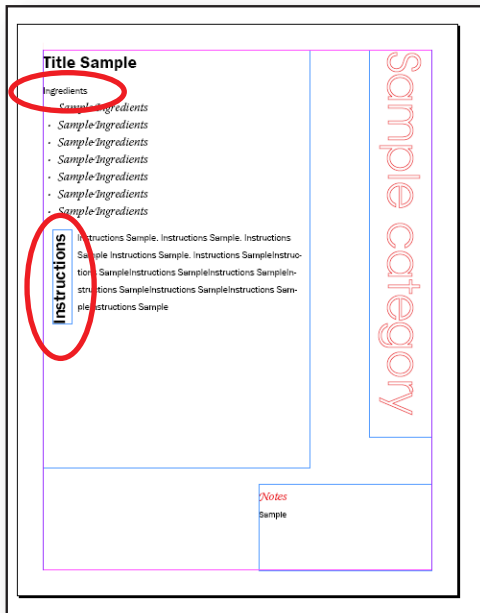 Title Sample
Ingredients
• Sample Ingredients
• Sample Ingredients
• Sample Ingredients
• Sample Ingredients
• Sample Ingredients
• Sample Ingredients
• Sample Ingredients
Instructions
Instructions Sample. Instructions Sample. Instructions
Sample Instructions Sample. Instructions SampleInstruc-
tions SampleInstructions SampleInstructions SampleIn-
structions SampleInstructions SampleInstructions Sam-
pleInstructions Sample
Sample category
Notes
Sample